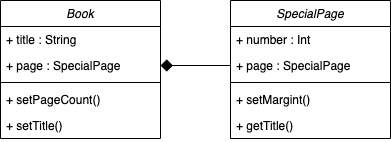 Book
+ title : String
+ page : SpecialPage
+ setPageCount()
+ setTitle()
SpecialPage
+ number : Int
+ page : SpecialPage
+ setMargint()
+ getTitle()